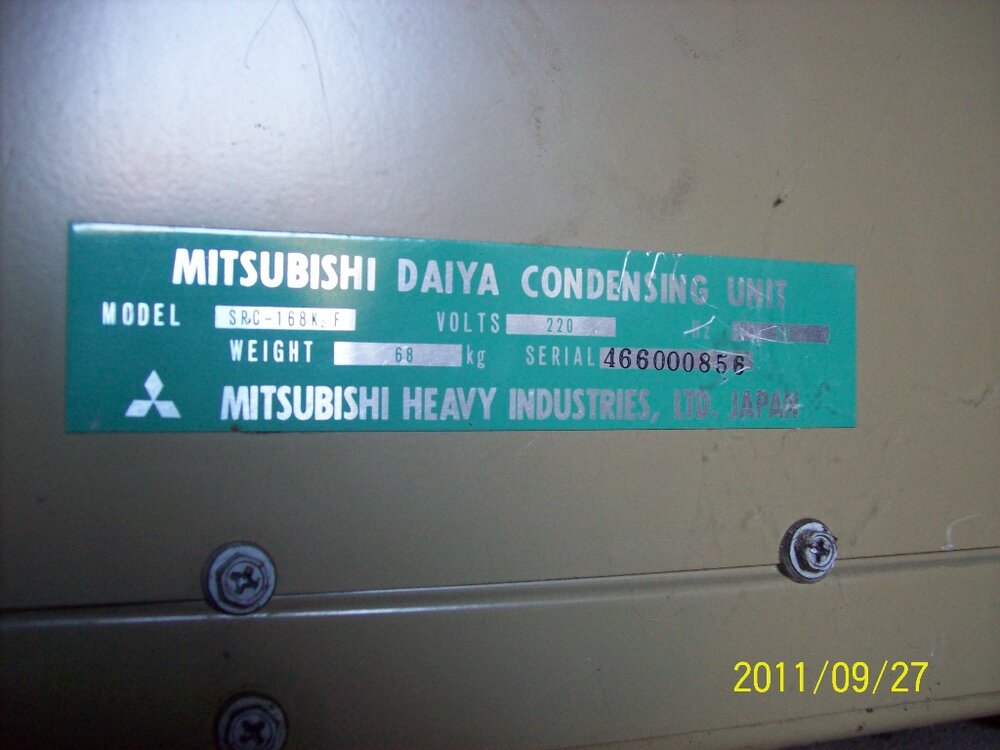 MITSUBISHI DAIYA CONDENSING UNIT
MODEL SRC-168K.F VOLTS 220 HZ
WEIGHT 68 kg SERIAL 466000856
MITSUBISHI HEAVY INDUSTRIES, LTD. JAPAN
2011/09/27